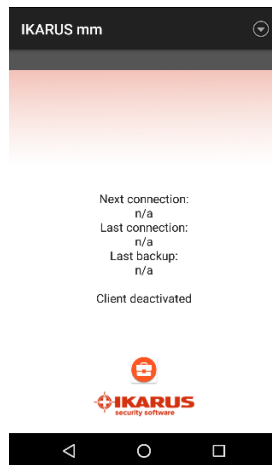 IKARUS mm
Next connection:
n/a
Last connection:
n/a
Last backup:
n/a
Client deactivated
IKARUS
security software